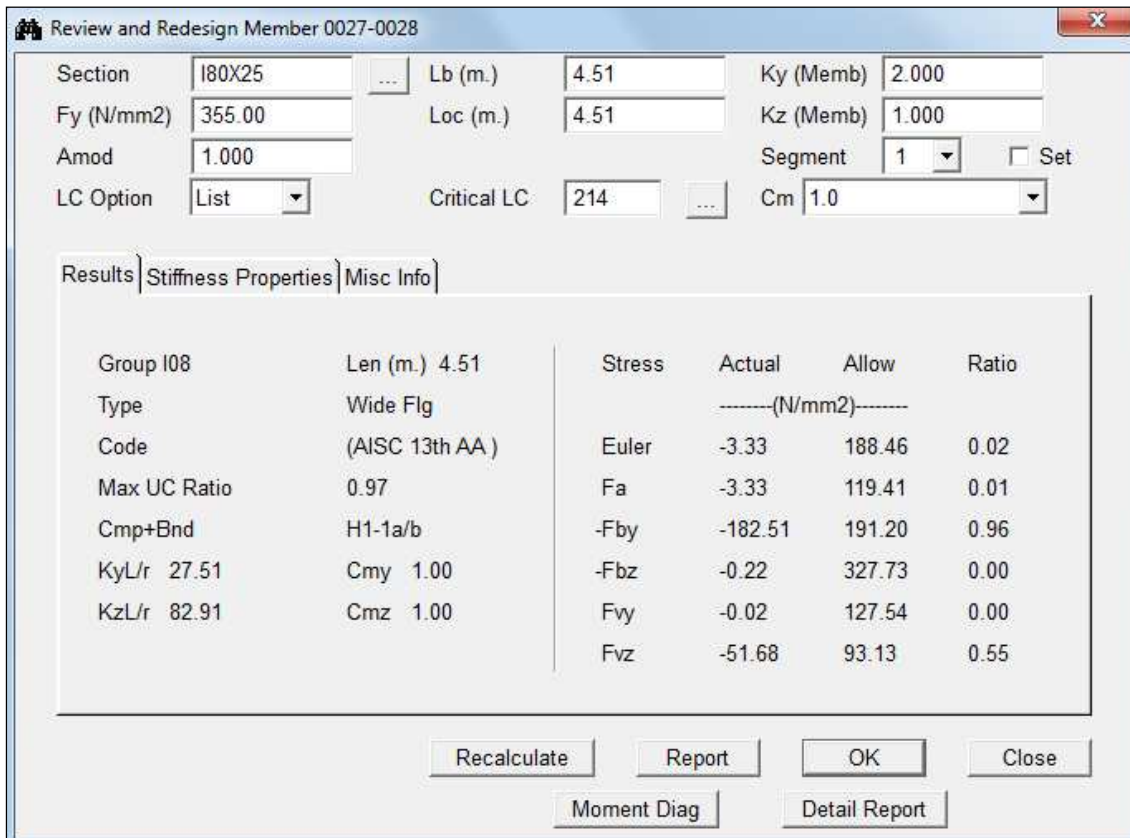 Review and Redesign Member 0027-0028
X
Section I80X25 ... Lb (m.) 4.51 Ky (Memb) 2.000
Fy (N/mm2) 355.00 Loc (m.) 4.51 Kz (Memb) 1.000
Amod 1.000 Segment 1 Set
LC Option List Critical LC 214 ... Cm 1.0
Results Stiffness Properties Misc Info
Group I08 Len (m.) 4.51 Stress Actual Allow Ratio
Type Wide Flg --------(N/mm2)--------
Code (AISC 13th AA ) Euler -3.33 188.46 0.02
Max UC Ratio 0.97 Fa -3.33 119.41 0.01
Cmp+Bnd H1-1a/b -Fby -182.51 191.20 0.96
KyL/r 27.51 Cmy 1.00 -Fbz -0.22 327.73 0.00
KzL/r 82.91 Cmz 1.00 Fvy -0.02 127.54 0.00
Fvz -51.68 93.13 0.55
Recalculate Report OK Close
Moment Diag Detail Report